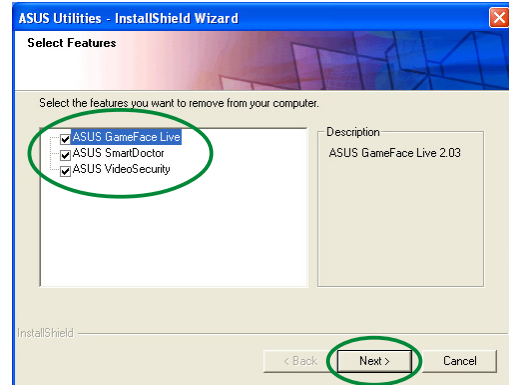 ASUS Utilities - InstallShield Wizard
Select Features
Select the features you want to remove from your computer.
ASUS GameFace Live
ASUS SmartDoctor
ASUS VideoSecurity
Description
ASUS GameFace Live 2.03
InstallShield
< Back
Next >
Cancel